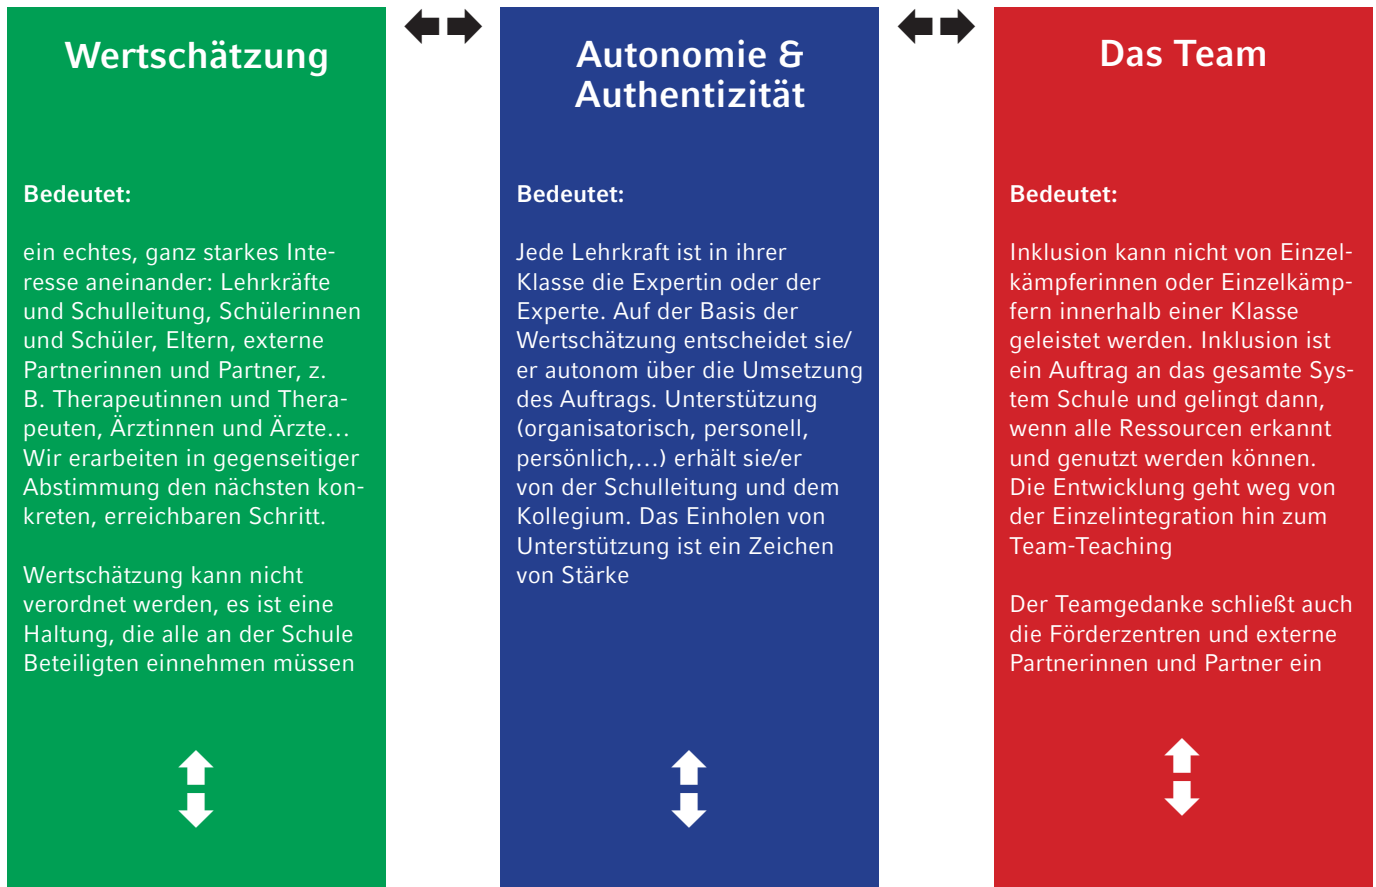 Wertschätzung
Bedeutet:
ein echtes, ganz starkes Inte-
resse aneinander: Lehrkräfte
und Schulleitung, Schülerinnen
und Schüler, Eltern, externe
Partnerinnen und Partner, z.
B. Therapeutinnen und Thera-
peuten, Ärztinnen und Ärzte...
Wir erarbeiten in gegenseitiger
Abstimmung den nächsten kon-
kreten, erreichbaren Schritt.
Wertschätzung kann nicht
verordnet werden, es ist eine
Haltung, die alle an der Schule
Beteiligten einnehmen müssen
Autonomie &
Authentizität
Bedeutet:
Jede Lehrkraft ist in ihrer
Klasse die Expertin oder der
Experte. Auf der Basis der
Wertschätzung entscheidet sie/
er autonom über die Umsetzung
des Auftrags. Unterstützung
(organisatorisch, personell,
persönlich,...) erhält sie/er
von der Schulleitung und dem
Kollegium. Das Einholen von
Unterstützung ist ein Zeichen
von Stärke
Das Team
Bedeutet:
Inklusion kann nicht von Einzel-
kämpferinnen oder Einzelkämp-
fern innerhalb einer Klasse
geleistet werden. Inklusion ist
ein Auftrag an das gesamte Sys-
tem Schule und gelingt dann,
wenn alle Ressourcen erkannt
und genutzt werden können.
Die Entwicklung geht weg von
der Einzelintegration hin zum
Team-Teaching
Der Teamgedanke schließt auch
die Förderzentren und externe
Partnerinnen und Partner ein